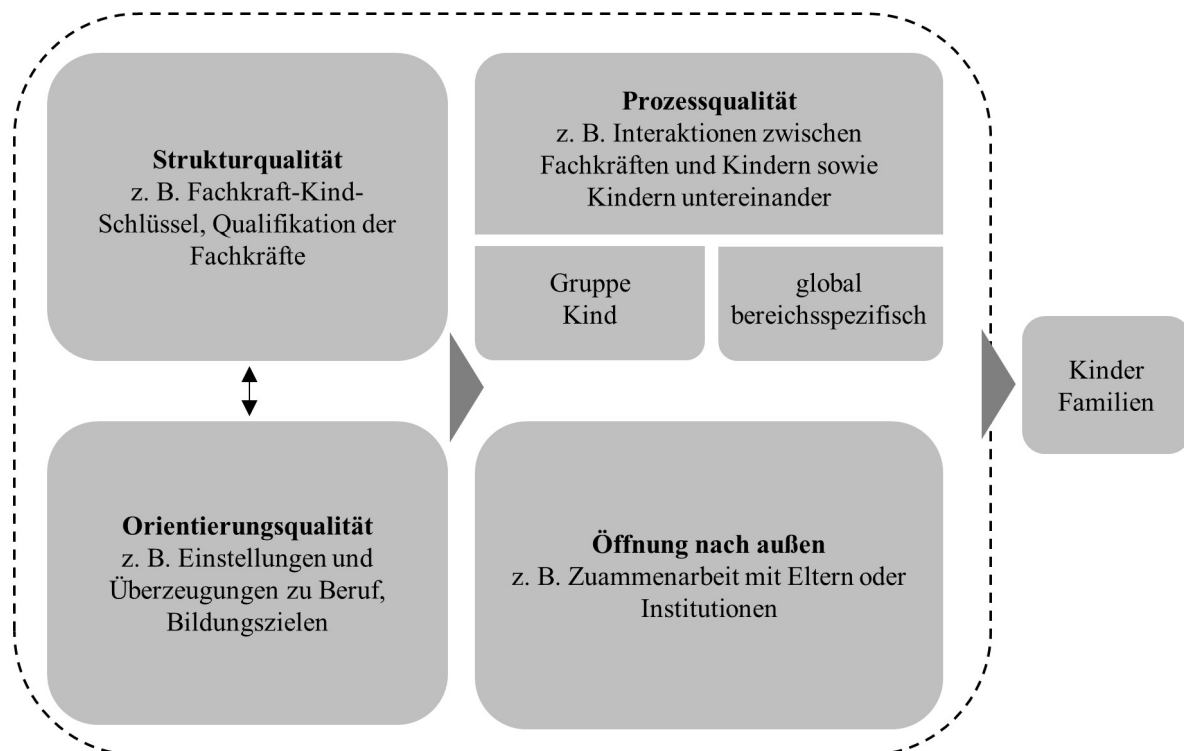 Strukturqualität
z. B. Fachkraft-Kind-
Schlüssel, Qualifikation der
Fachkräfte
Prozessqualität
z. B. Interaktionen zwischen
Fachkräften und Kindern sowie
Kindern untereinander
Gruppe
Kind
global
bereichsspezifisch
Orientierungsqualität
z. B. Einstellungen und
Überzeugungen zu Beruf,
Bildungszielen
Öffnung nach außen
z. B. Zuammenarbeit mit Eltern oder
Institutionen
Kinder
Familien